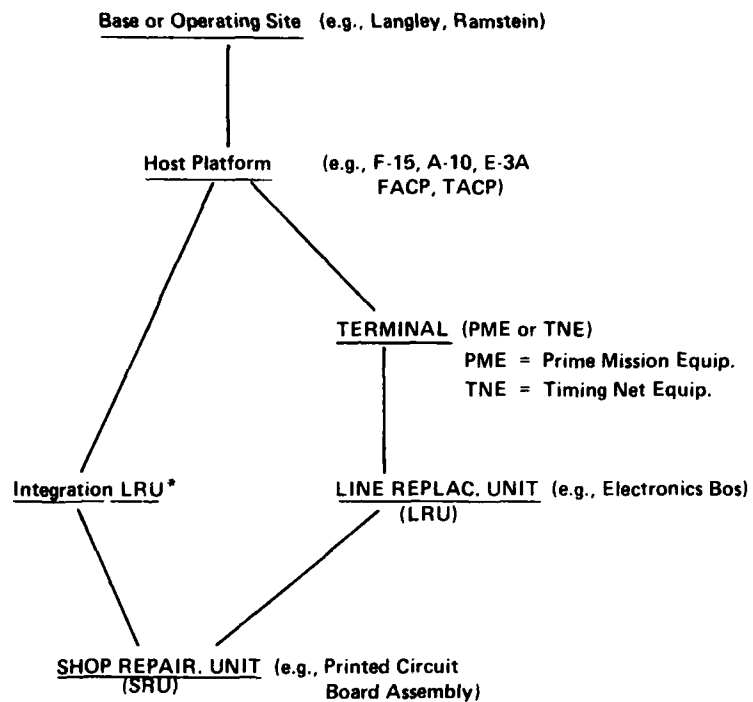 Base or Operating Site (e.g., Langley, Ramstein)
Host Platform (e.g., F-15, A-10, E-3A
FACP, TACP)
TERMINAL (PME or TNE)
PME = Prime Mission Equip.
TNE = Timing Net Equip.
Integration LRU*
LINE REPLAC. UNIT (e.g., Electronics Bos)
(LRU)
SHOP REPAIR. UNIT (e.g., Printed Circuit
(SRU) Board Assembly)